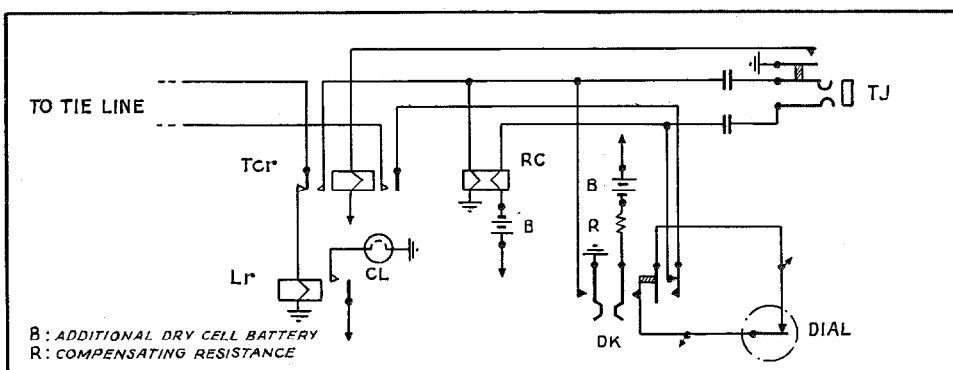 TJ
TO TIE LINE
Tcr
RC
B
B
R
Lr
CL
DK
DIAL
B: ADDITIONAL DRY CELL BATTERY
R: COMPENSATING RESISTANCE